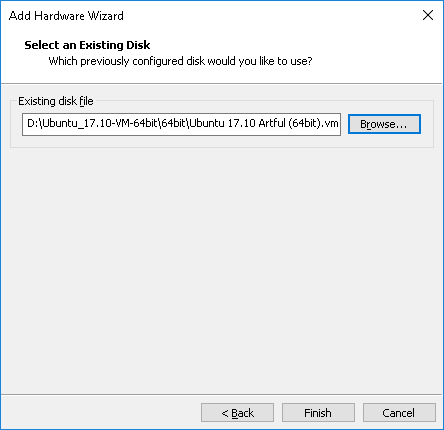 Add Hardware Wizard
Select an Existing Disk
Which previously configured disk would you like to use?
Existing disk file
D:\Ubuntu_17.10-VM-64bit\64bit\Ubuntu 17.10 Artful (64bit).vm
Browse...
< Back
Finish
Cancel